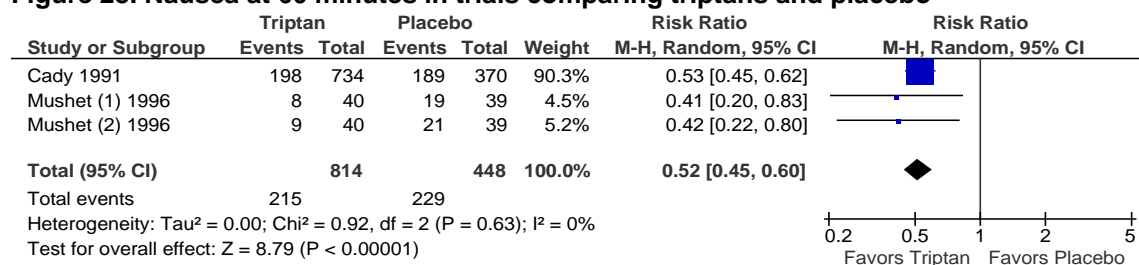 Nausea at minutes in trials comparing triptans and placebo
Triptan Placebo Risk Ratio Risk Ratio
Study or Subgroup Events Total Events Total Weight M-H, Random, 95% CI M-H, Random, 95% CI
Cady 1991 198 734 189 370 90.3% 0.53 [0.45, 0.62]
Mushet (1) 1996 8 40 19 39 4.5% 0.41 [0.20, 0.83]
Mushet (2) 1996 9 40 21 39 5.2% 0.42 [0.22, 0.80]
Total (95% CI) 814 448 100.0% 0.52 [0.45, 0.60]
Total events 215 229
Heterogeneity: Tau² = 0.00; Chi² = 0.92, df = 2 (P = 0.63); I² = 0%
Test for overall effect: Z = 8.79 (P < 0.00001)
0.2 0.5 1 2 5
Favors Triptan Favors Placebo